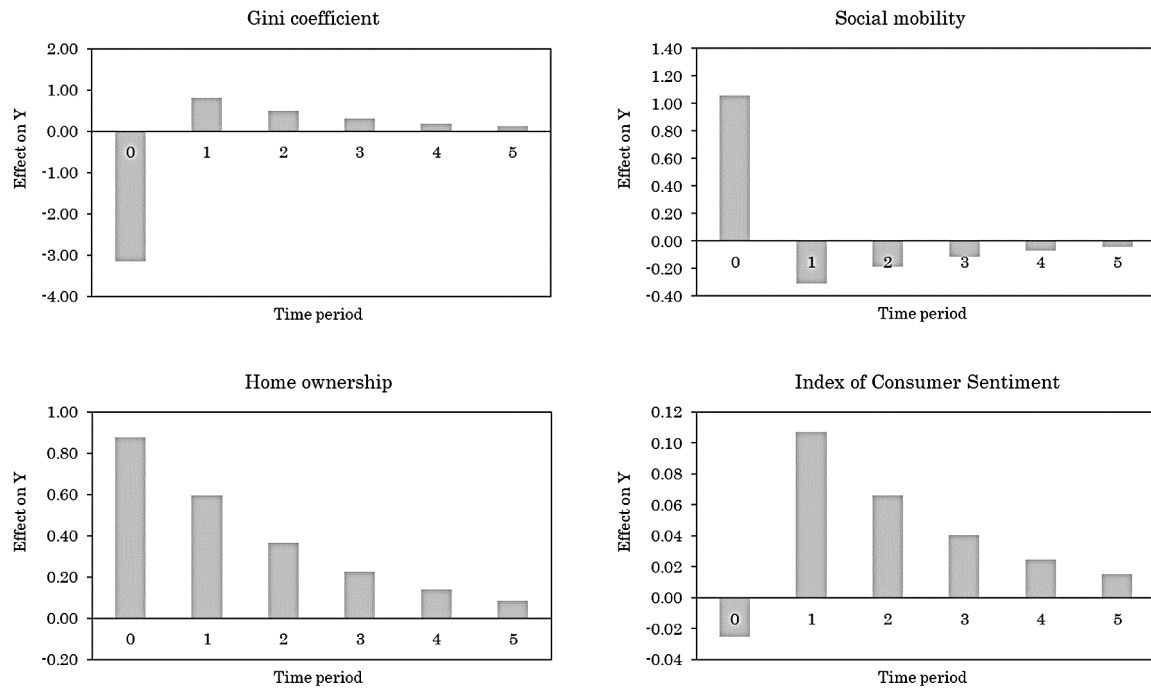 Gini coefficient
2.00
1.00
0.00
-1.00
-2.00
-3.00
-4.00
Effect on Y
0 1 2 3 4 5
Time period
Social mobility
1.40
1.20
1.00
0.80
0.60
0.40
0.20
0.00
-0.20
-0.40
Effect on Y
0 1 2 3 4 5
Time period
Home ownership
1.00
0.80
0.60
0.40
0.20
0.00
-0.20
Effect on Y
0 1 2 3 4 5
Time period
Index of Consumer Sentiment
0.12
0.10
0.08
0.06
0.04
0.02
0.00
-0.02
-0.04
Effect on Y
0 1 2 3 4 5
Time period